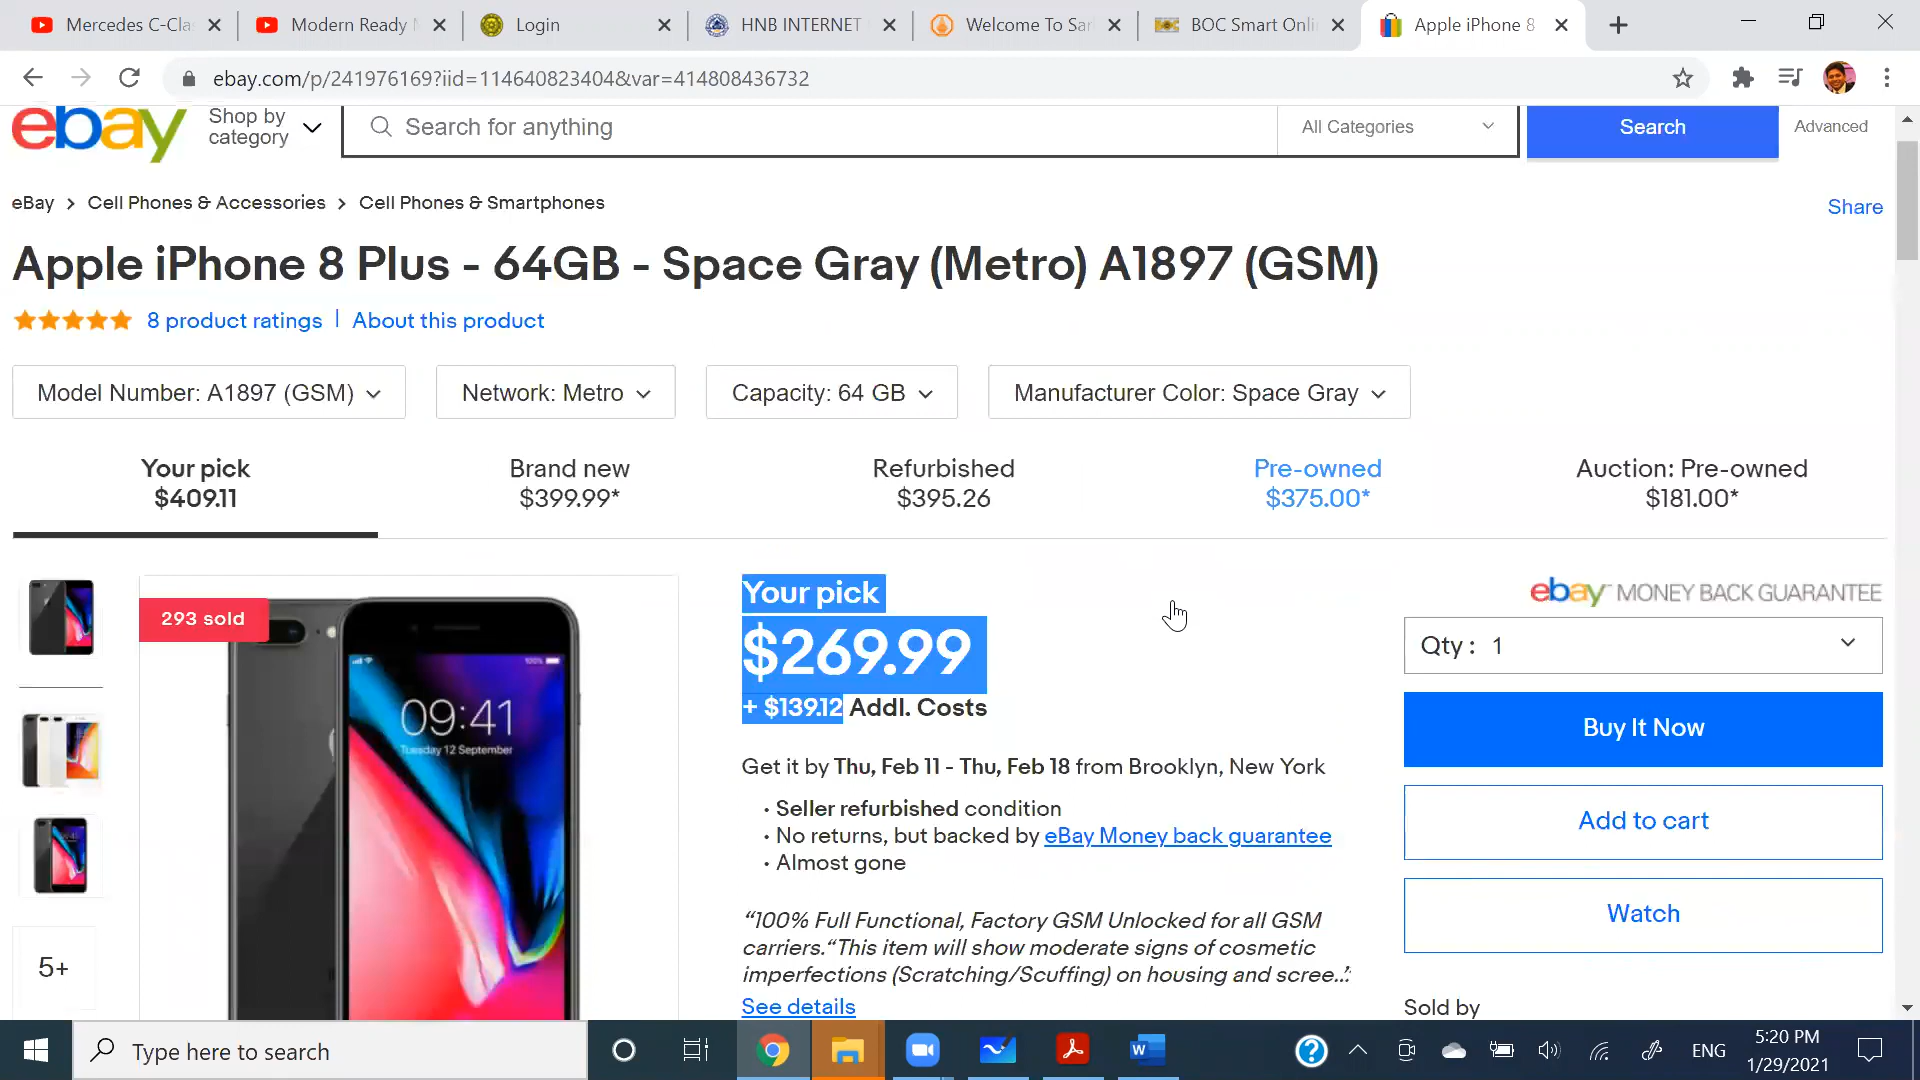 Mercedes C-Cla
Modern Ready
Login
HNB INTERNET
Welcome To Sa
BOC Smart Onli
Apple iPhone 8
ebay.com/p/241976169?iid=114640823404&var=414808436732
ebay
Shop by
category
Search for anything
All Categories
Search
Advanced
eBay > Cell Phones & Accessories > Cell Phones & Smartphones
Share
Apple iPhone 8 Plus - 64GB - Space Gray (Metro) A1897 (GSM)
8 product ratings | About this product
Model Number: A1897 (GSM)
Network: Metro
Capacity: 64 GB
Manufacturer Color: Space Gray
Your pick
$409.11
Brand new
$399.99*
Refurbished
$395.26
Pre-owned
$375.00*
Auction: Pre-owned
$181.00*
293 sold
100%
09:41
Tuesday 12 September
5+
Your pick
$269.99
+ $139.12 Addl. Costs
Get it by Thu, Feb 11 - Thu, Feb 18 from Brooklyn, New York
• Seller refurbished condition
• No returns, but backed by eBay Money back guarantee
• Almost gone
“100% Full Functional, Factory GSM Unlocked for all GSM
carriers.“This item will show moderate signs of cosmetic
imperfections (Scratching/Scuffing) on housing and scree...”
See details
ebay™ MONEY BACK GUARANTEE
Qty : 1
Buy It Now
Add to cart
Watch
Sold by
Type here to search
W
ENG
5:20 PM
1/29/2021